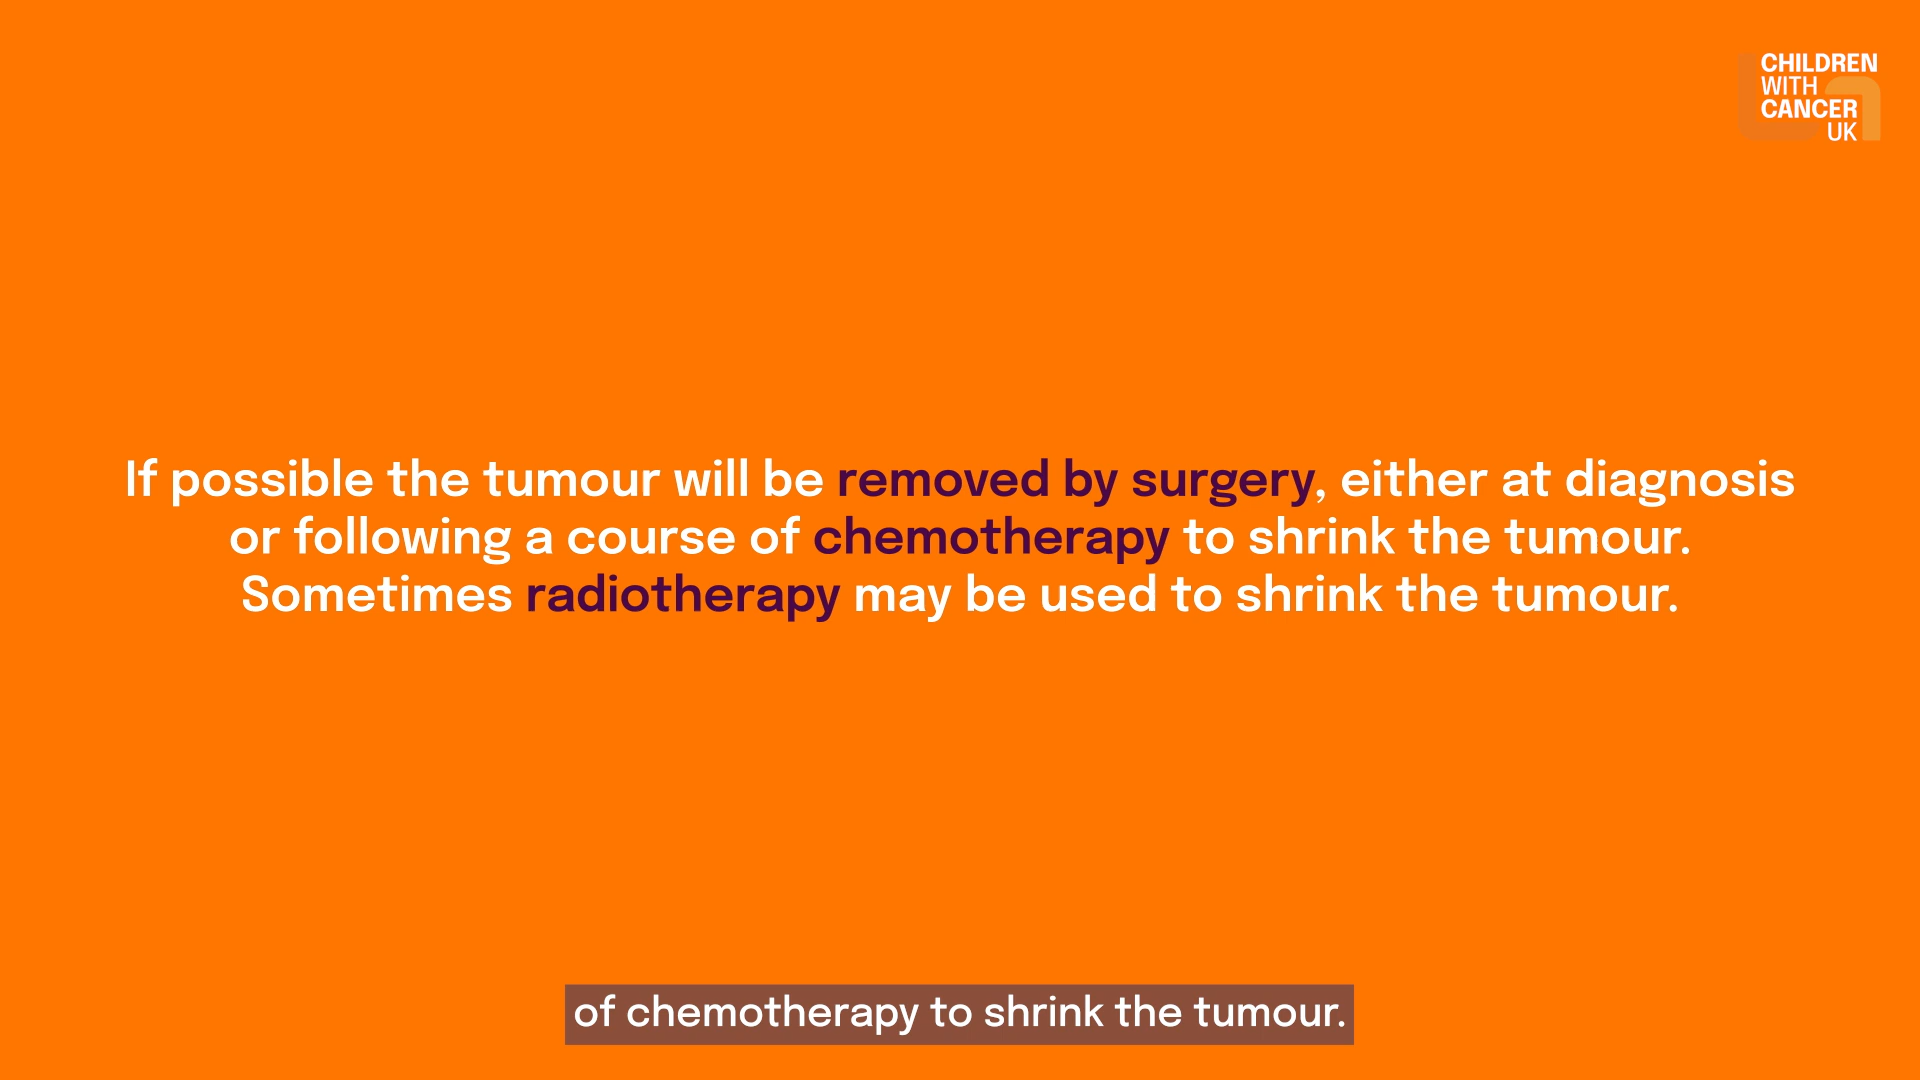 CHILDREN
WITH
CANCER
UK
If possible the tumour will be removed by surgery, either at diagnosis
or following a course of chemotherapy to shrink the tumour.
Sometimes radiotherapy may be used to shrink the tumour.
of chemotherapy to shrink the tumour.